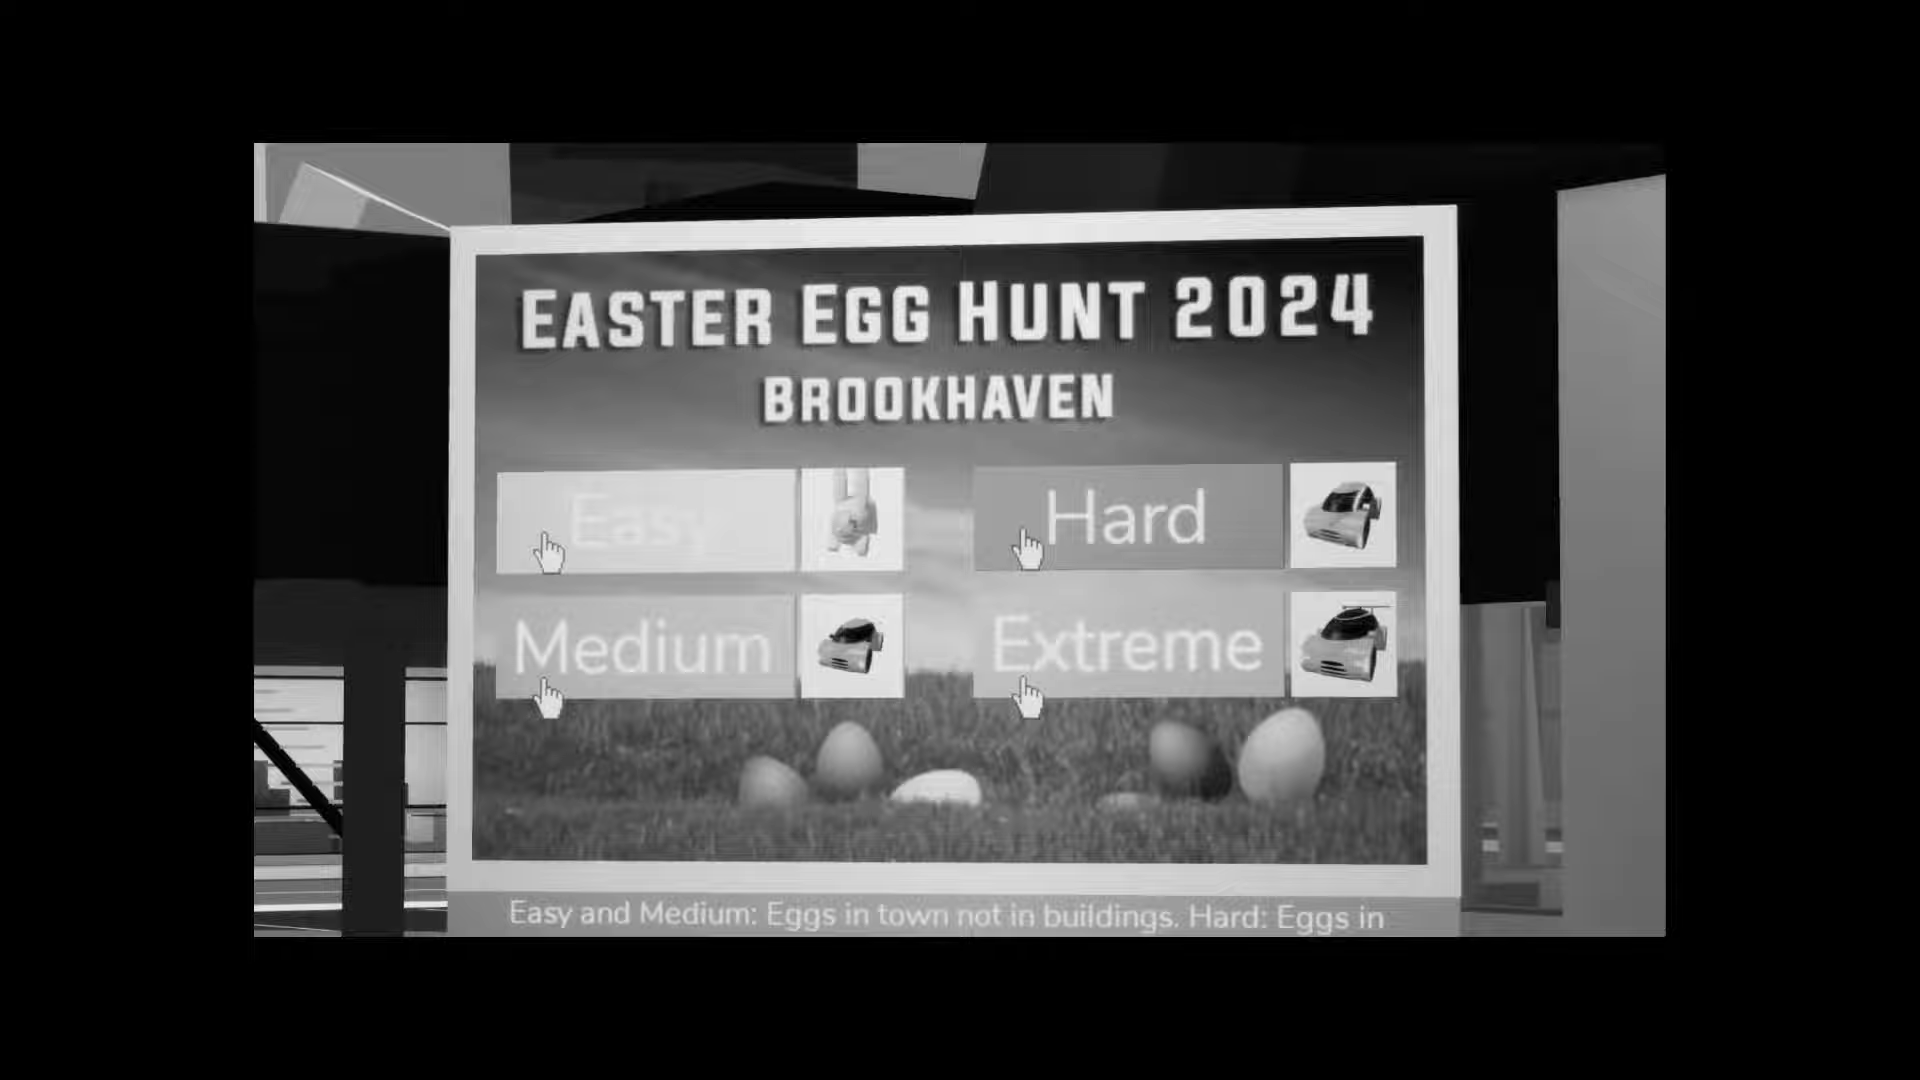 EASTER EGG HUNT 2024
BROOKHAVEN
Easy
Hard
Medium
Extreme
Easy and Medium: Eggs in town not in buildings. Hard: Eggs in